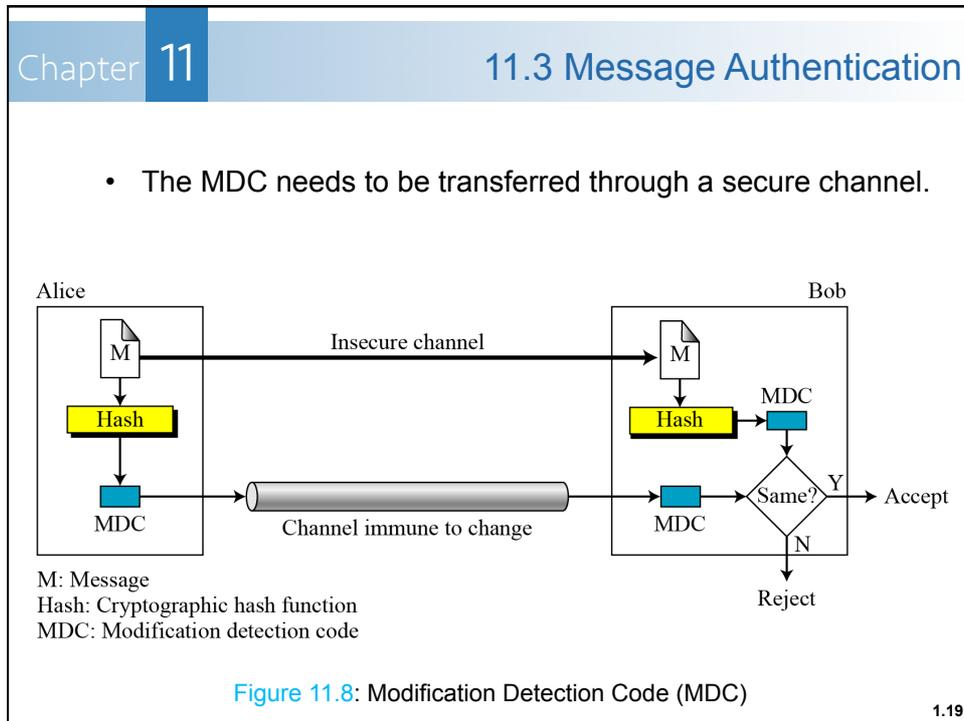 Chapter 11
11.3 Message Authentication
• The MDC needs to be transferred through a secure channel.
Alice
Bob
M
Insecure channel
M
Hash
Hash
MDC
MDC
Channel immune to change
MDC
Same?
Y
Accept
N
Reject
M: Message
Hash: Cryptographic hash function
MDC: Modification detection code
Figure 11.8: Modification Detection Code (MDC)
1.19